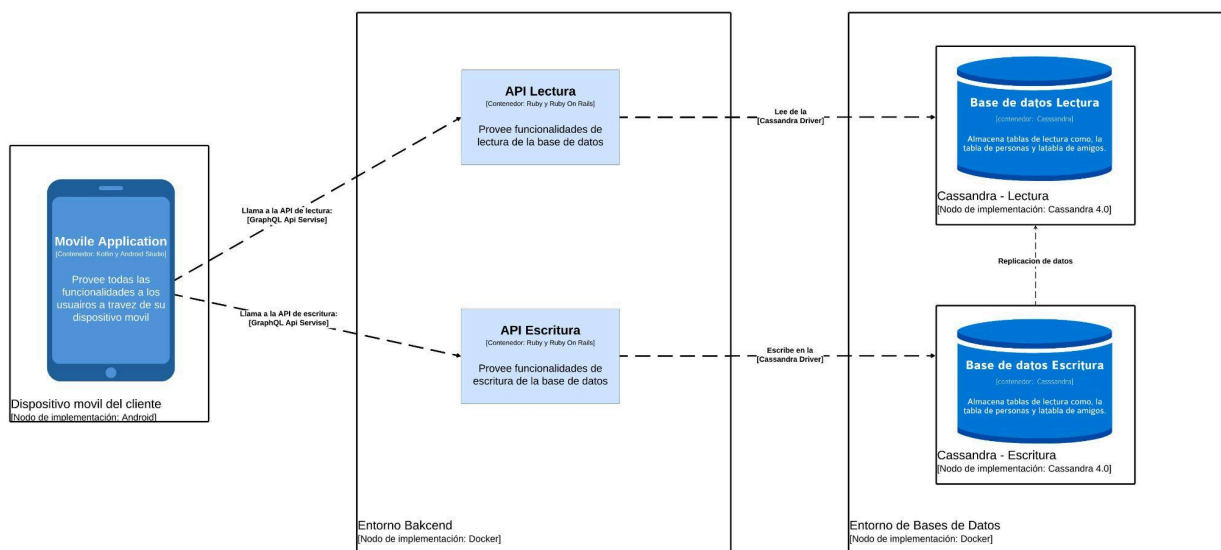 Movile Application
[Contenedor: Kotlin y Android Studio]
Provee todas las
funcionalidades a los
usuairos a travez de su
dispositivo movil
Dispositivo movil del cliente
[Nodo de implementación: Android]
Llama a la API de lectura:
[GraphQL Api Servise]
Llama a la API de escritura:
[GraphQL Api Servise]
API Lectura
[Contenedor: Ruby y Ruby On Rails]
Provee funcionalidades de
lectura de la base de datos
API Escritura
[Contenedor: Ruby y Ruby On Rails]
Provee funcionalidades de
escritura de la base de datos
Entorno Bakcend
[Nodo de implementación: Docker]
Lee de la
[Cassandra Driver]
Escribe en la
[Cassandra Driver]
Base de datos Lectura
[contenedor: Casssandra]
Almacena tablas de lectura como, la
tabla de personas y latabla de amigos.
Cassandra - Lectura
[Nodo de implementación: Cassandra 4.0]
Replicacion de datos
Base de datos Escritura
[contenedor: Casssandra]
Almacena tablas de lectura como, la
tabla de personas y latabla de amigos.
Cassandra - Escritura
[Nodo de implementación: Cassandra 4.0]
Entorno de Bases de Datos
[Nodo de implementación: Docker]